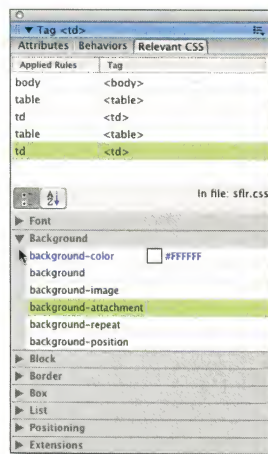 Tag <td>
Attributes Behaviors Relevant CSS
Applied Rules Tag
body <body>
table <table>
td <td>
table <table>
td <td>
A
Z
In file: sflr.css
Font
Background
background-color #FFFFFF
background
background-image
background-attachment
background-repeat
background-position
Block
Border
Box
List
Positioning
Extensions